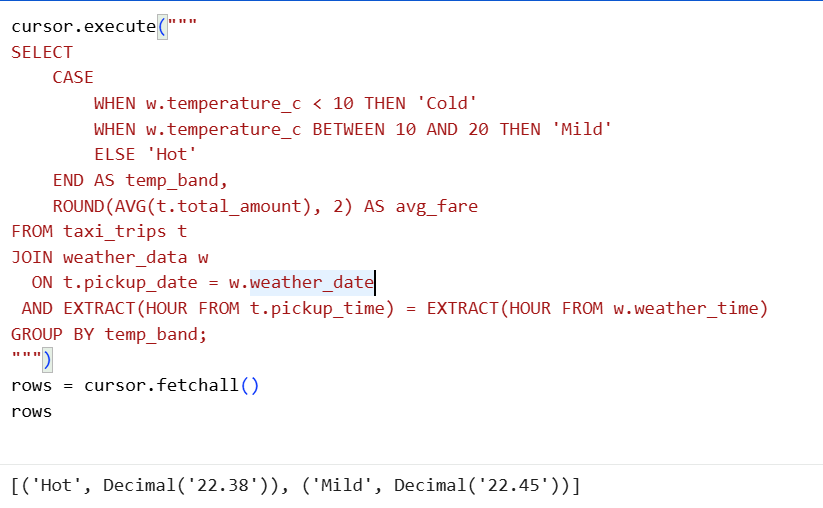 cursor.execute("""
SELECT
    CASE
        WHEN w.temperature_c < 10 THEN 'Cold'
        WHEN w.temperature_c BETWEEN 10 AND 20 THEN 'Mild'
        ELSE 'Hot'
    END AS temp_band,
    ROUND(AVG(t.total_amount), 2) AS avg_fare
FROM taxi_trips t
JOIN weather_data w
  ON t.pickup_date = w.weather_date
 AND EXTRACT(HOUR FROM t.pickup_time) = EXTRACT(HOUR FROM w.weather_time)
GROUP BY temp_band;
""")
rows = cursor.fetchall()
rows
[('Hot', Decimal('22.38')), ('Mild', Decimal('22.45'))]